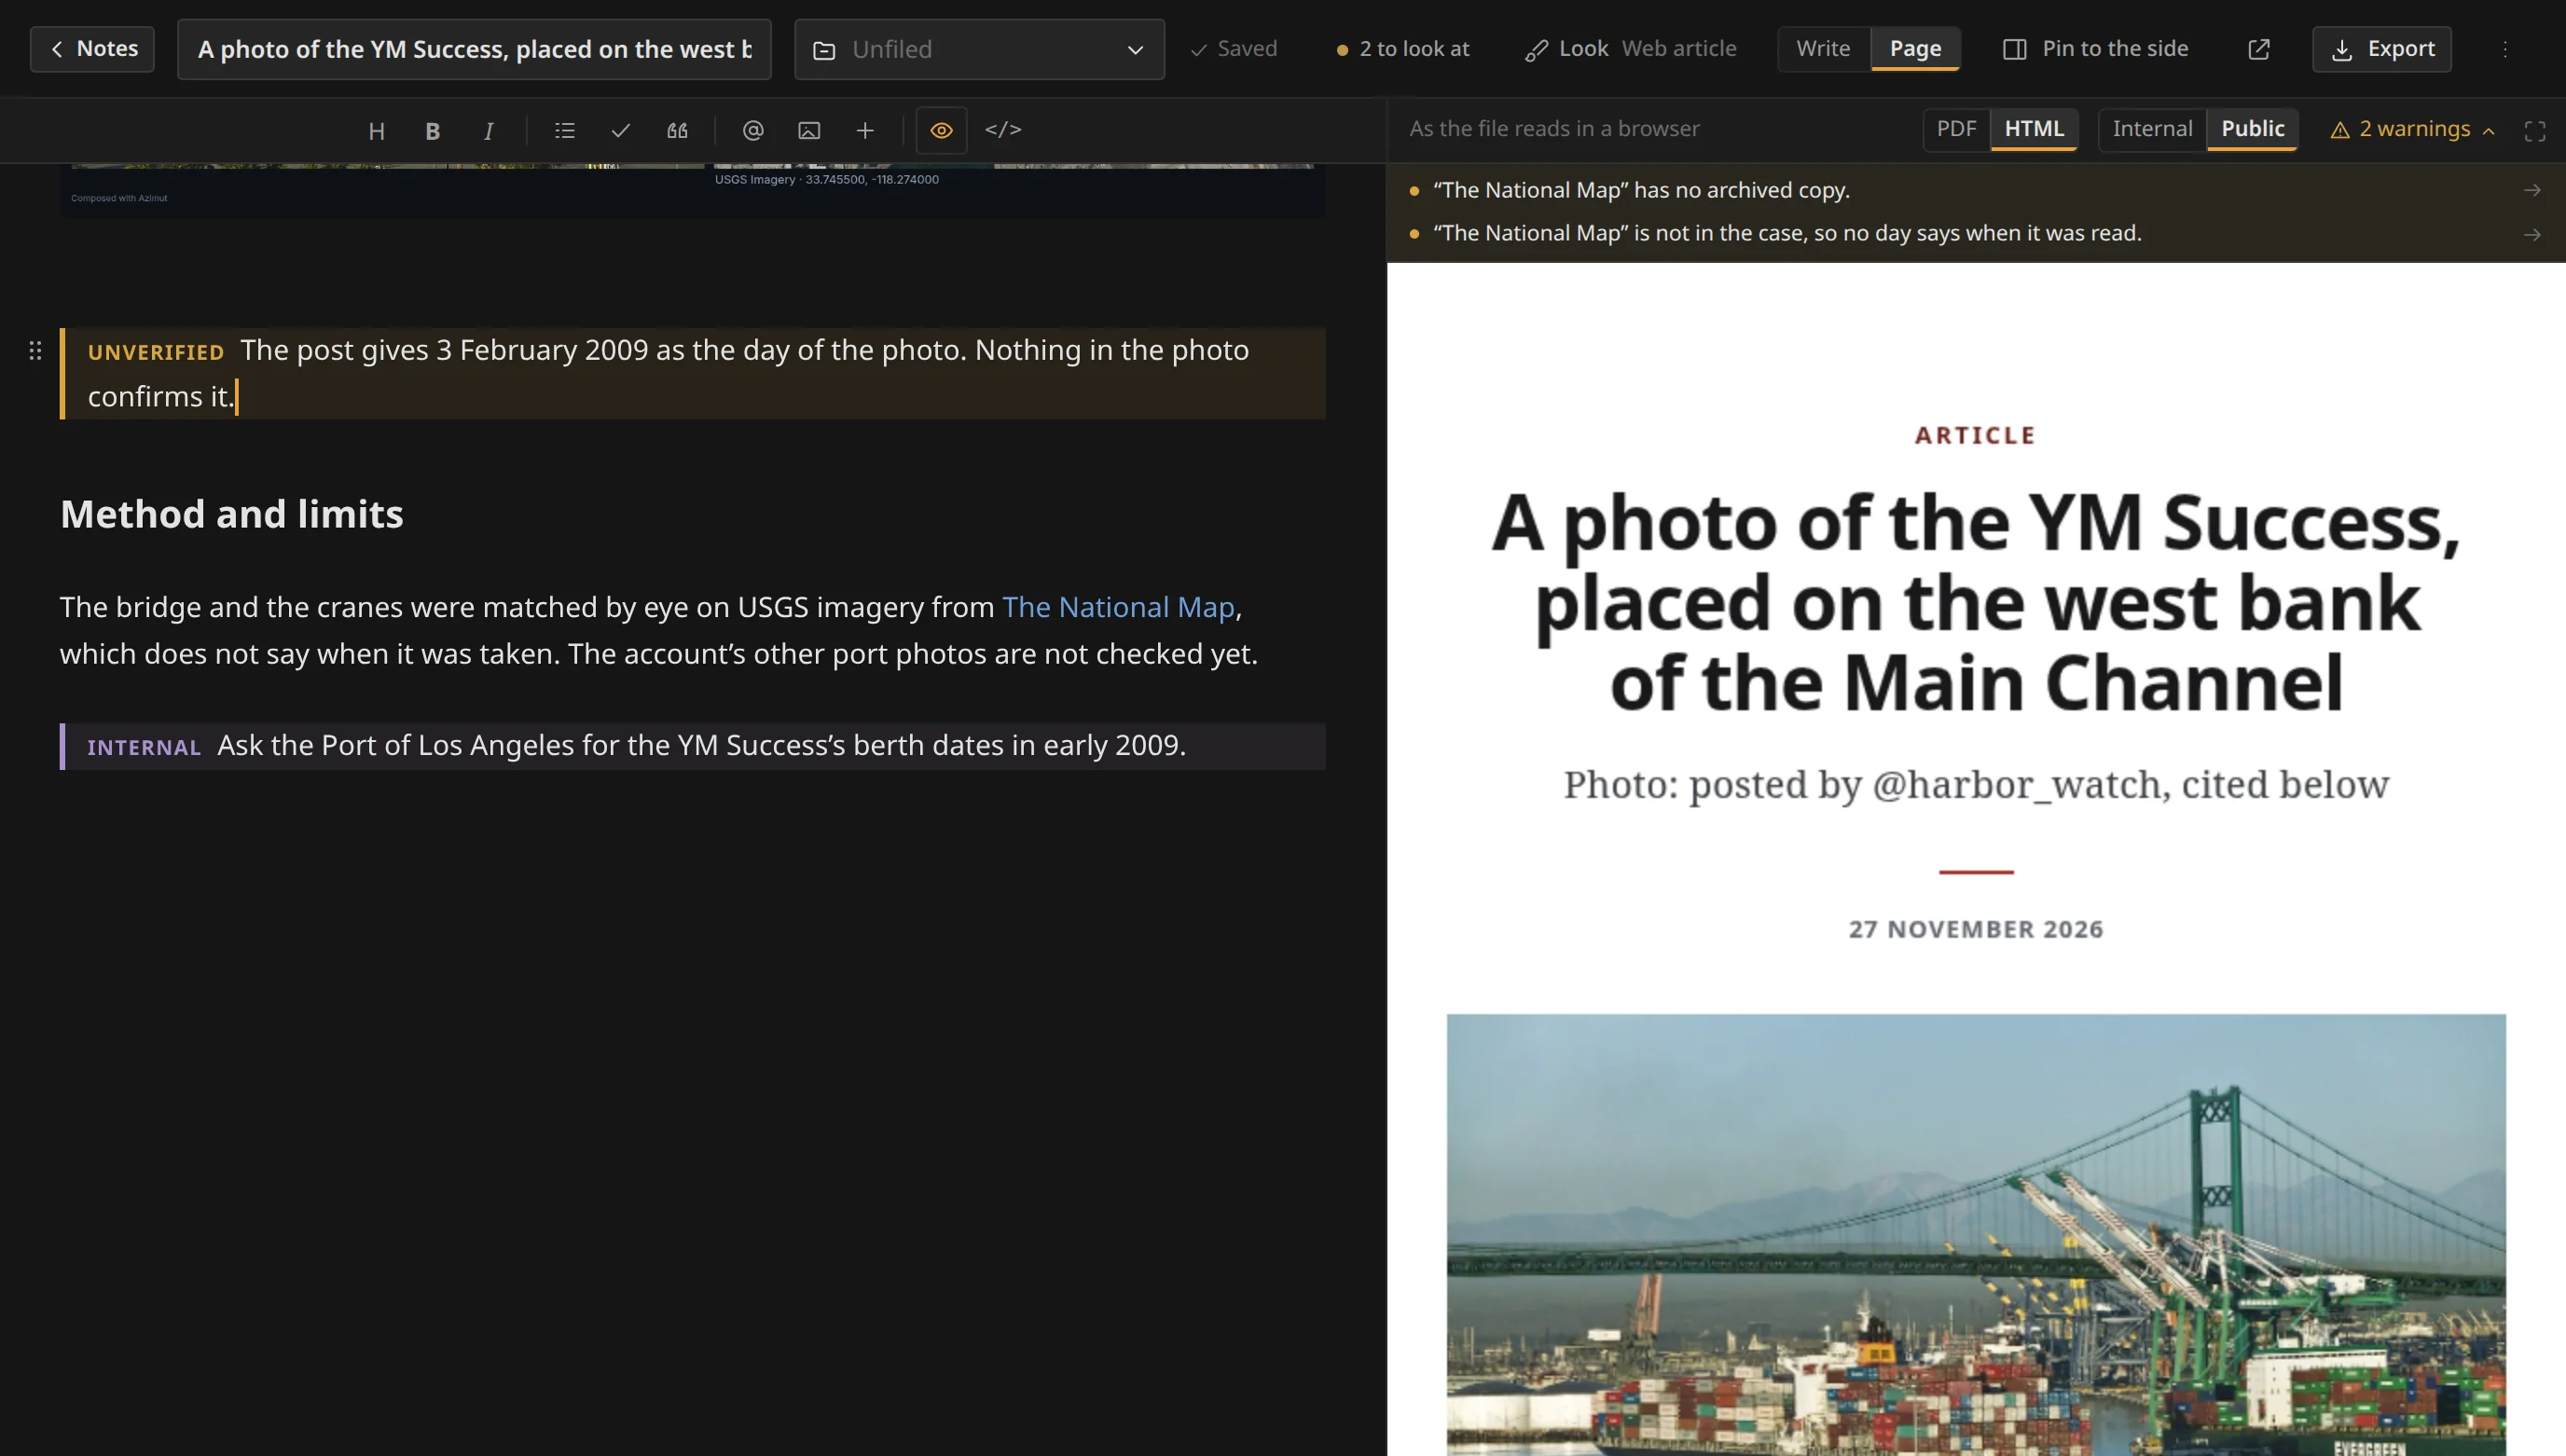 Notes
A photo of the YM Success, placed on the west b
Unfiled
Saved
2 to look at
Look Web article
Write
Page
Pin to the side
Export
H B I
@
</>
As the file reads in a browser
PDF
HTML
Internal
Public
2 warnings
USGS Imagery · 33.745500, -118.274000
Composed with Azimut
UNVERIFIED The post gives 3 February 2009 as the day of the photo. Nothing in the photo
confirms it.
Method and limits
The bridge and the cranes were matched by eye on USGS imagery from The National Map,
which does not say when it was taken. The account’s other port photos are not checked yet.
INTERNAL Ask the Port of Los Angeles for the YM Success’s berth dates in early 2009.
“The National Map” has no archived copy.
“The National Map” is not in the case, so no day says when it was read.
ARTICLE
A photo of the YM Success,
placed on the west bank
of the Main Channel
Photo: posted by @harbor_watch, cited below
27 NOVEMBER 2026
EVERGREEN